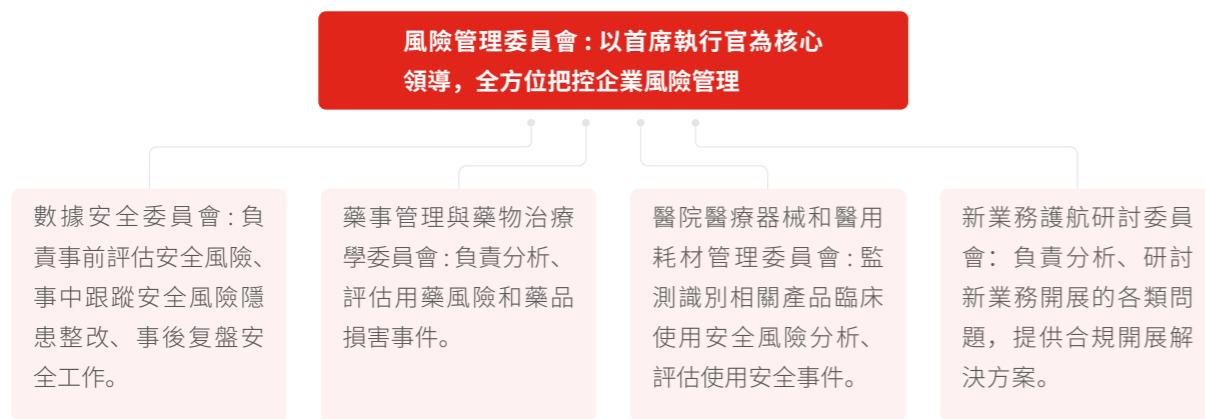 風險管理委員會：以首席執行官為核心
領導，全方位把控企業風險管理
數據安全委員會：負
責事前評估安全風險、
事中跟蹤安全風險隱
患整改、事後复盤安
全工作。
藥事管理與藥物治療
學委員會：負責分析、
評估用藥風險和藥品
損害事件。
醫院醫療器械和醫用
耗材管理委員會：監
測識別相關產品臨床
使用安全風險分析、
評估使用安全事件。
新業務護航研討委員
會：負責分析、研討
新業務開展的各類問
題，提供合規開展解
決方案。